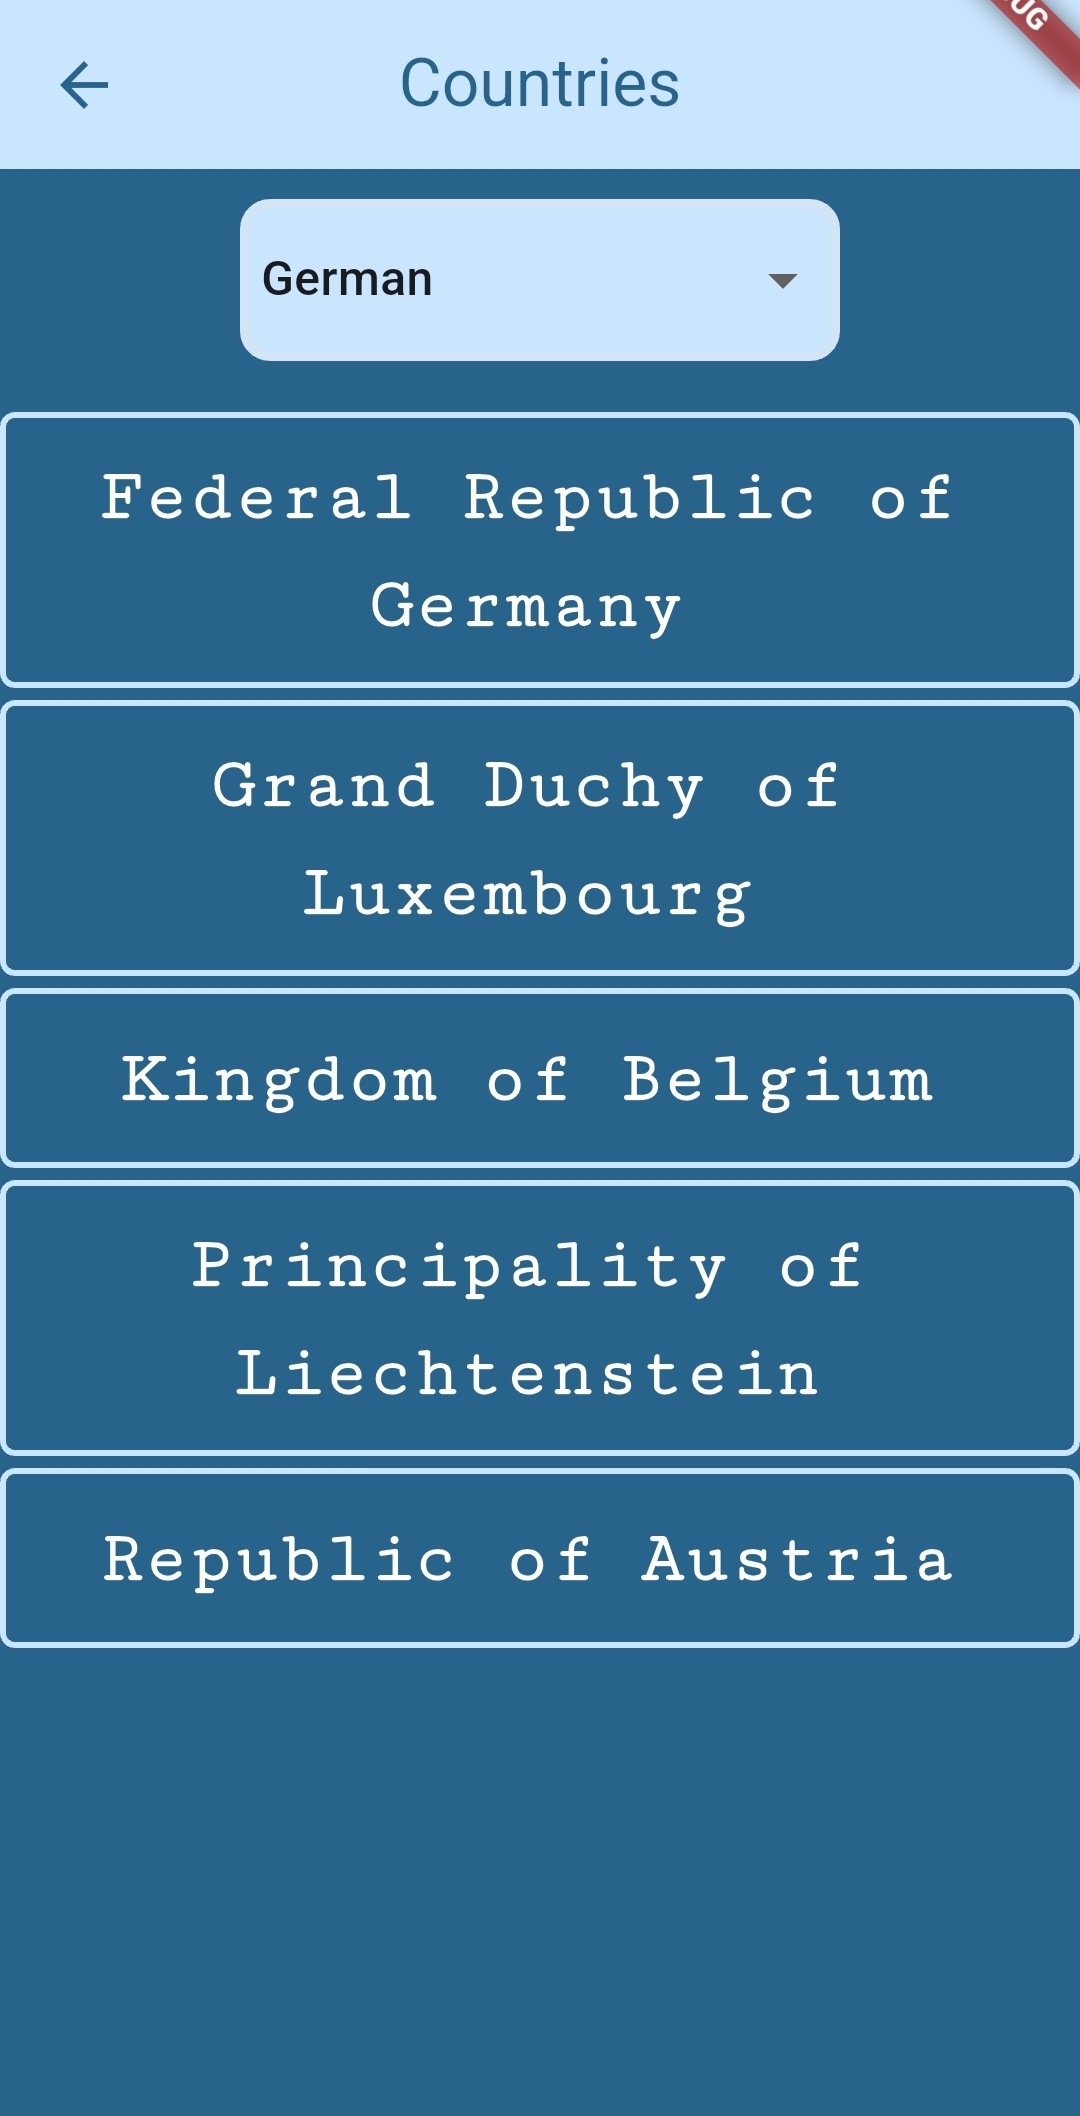 Countries
German
Federal Republic of
Germany
Grand Duchy of
Luxembourg
Kingdom of Belgium
Principality of
Liechtenstein
Republic of Austria